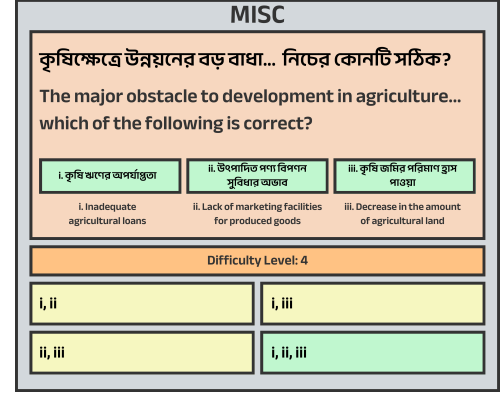 MISC
কৃষিক্ষেত্রে উন্নয়নের বড় বাধা... নিচের কোনটি সঠিক?
The major obstacle to development in agriculture...
which of the following is correct?
i. কৃষি ঋণের অপর্যাপ্ততা
ii. উৎপাদিত পণ্য বিপণন
সুবিধার অভাব
iii. কৃষি জমির পরিমাণ হ্রাস
পাওয়া
i. Inadequate
agricultural loans
ii. Lack of marketing facilities
for produced goods
iii. Decrease in the amount
of agricultural land
Difficulty Level: 4
i, ii
i, iii
ii, iii
i, ii, iii